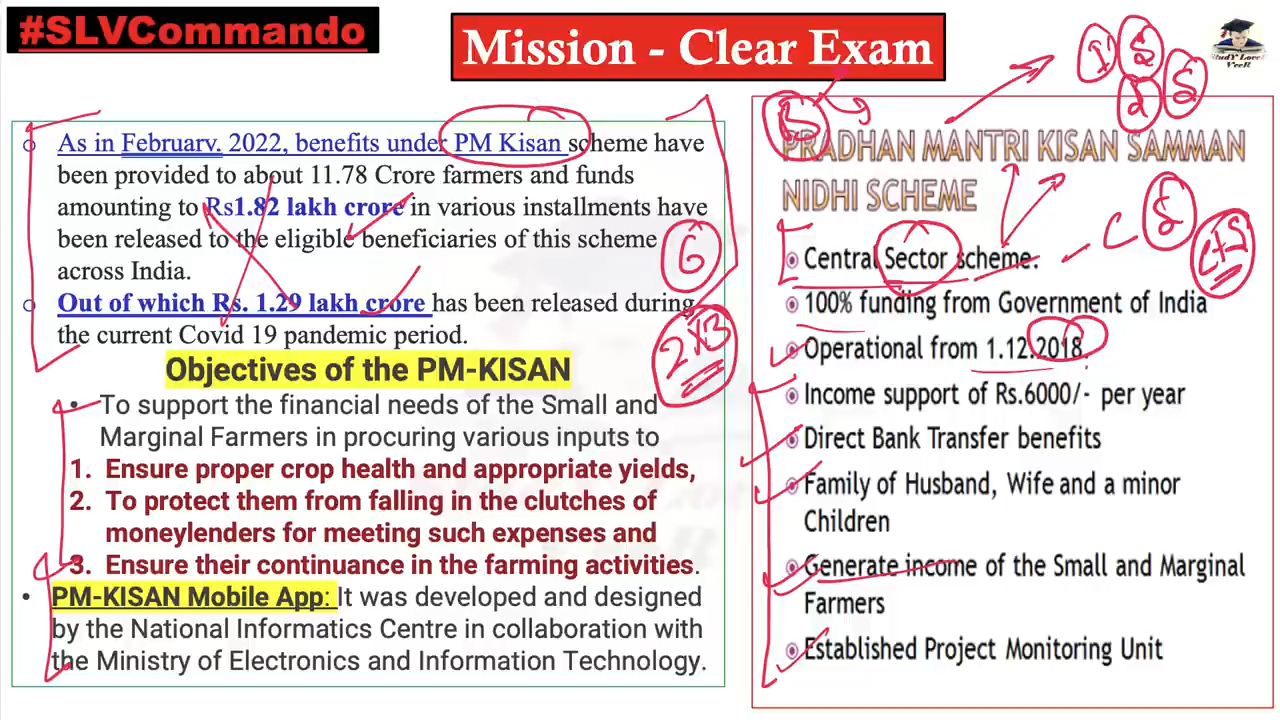 #SLVCommando
Mission - Clear Exam
StudY LoveR
VeeR
As in February. 2022, benefits under PM Kisan scheme have
been provided to about 11.78 Crore farmers and funds
amounting to Rs1.82 lakh crore in various installments have
been released to the eligible beneficiaries of this scheme
across India.
Out of which Rs. 1.29 lakh crore has been released during
the current Covid 19 pandemic period.
6
2×3
Objectives of the PM-KISAN
• To support the financial needs of the Small and
Marginal Farmers in procuring various inputs to
1. Ensure proper crop health and appropriate yields,
2. To protect them from falling in the clutches of
moneylenders for meeting such expenses and
3. Ensure their continuance in the farming activities.
• PM-KISAN Mobile App: It was developed and designed
by the National Informatics Centre in collaboration with
the Ministry of Electronics and Information Technology.
PRADHAN MANTRI KISAN SAMMAN
NIDHI SCHEME
Central Sector scheme.
C S
C+S
100% funding from Government of India
Operational from 1.12.2018.
Income support of Rs.6000/- per year
Direct Bank Transfer benefits
Family of Husband, Wife and a minor
Children
Generate income of the Small and Marginal
Farmers
Established Project Monitoring Unit